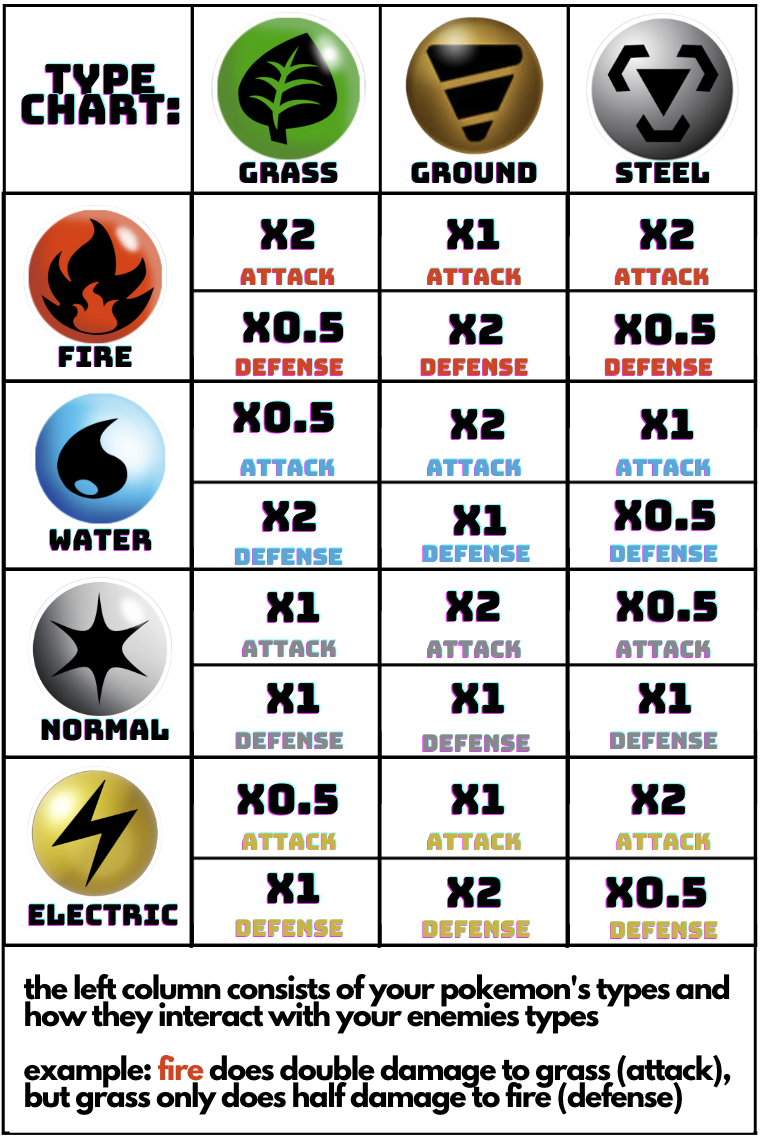 TYPE
CHART:
GRASS
GROUND
STEEL
X2
X1
X2
ATTACK
ATTACK
ATTACK
X0.5
X2
X0.5
DEFENSE
DEFENSE
DEFENSE
FIRE
X0.5
X2
X1
ATTACK
ATTACK
ATTACK
X2
X1
X0.5
DEFENSE
DEFENSE
DEFENSE
WATER
X1
X2
X0.5
ATTACK
ATTACK
ATTACK
X1
X1
X1
DEFENSE
DEFENSE
DEFENSE
NORMAL
X0.5
X1
X2
ATTACK
ATTACK
ATTACK
X1
X2
X0.5
DEFENSE
DEFENSE
DEFENSE
ELECTRIC
the left column consists of your pokemon's types and
how they interact with your enemies types
example: fire does double damage to grass (attack),
but grass only does half damage to fire (defense)